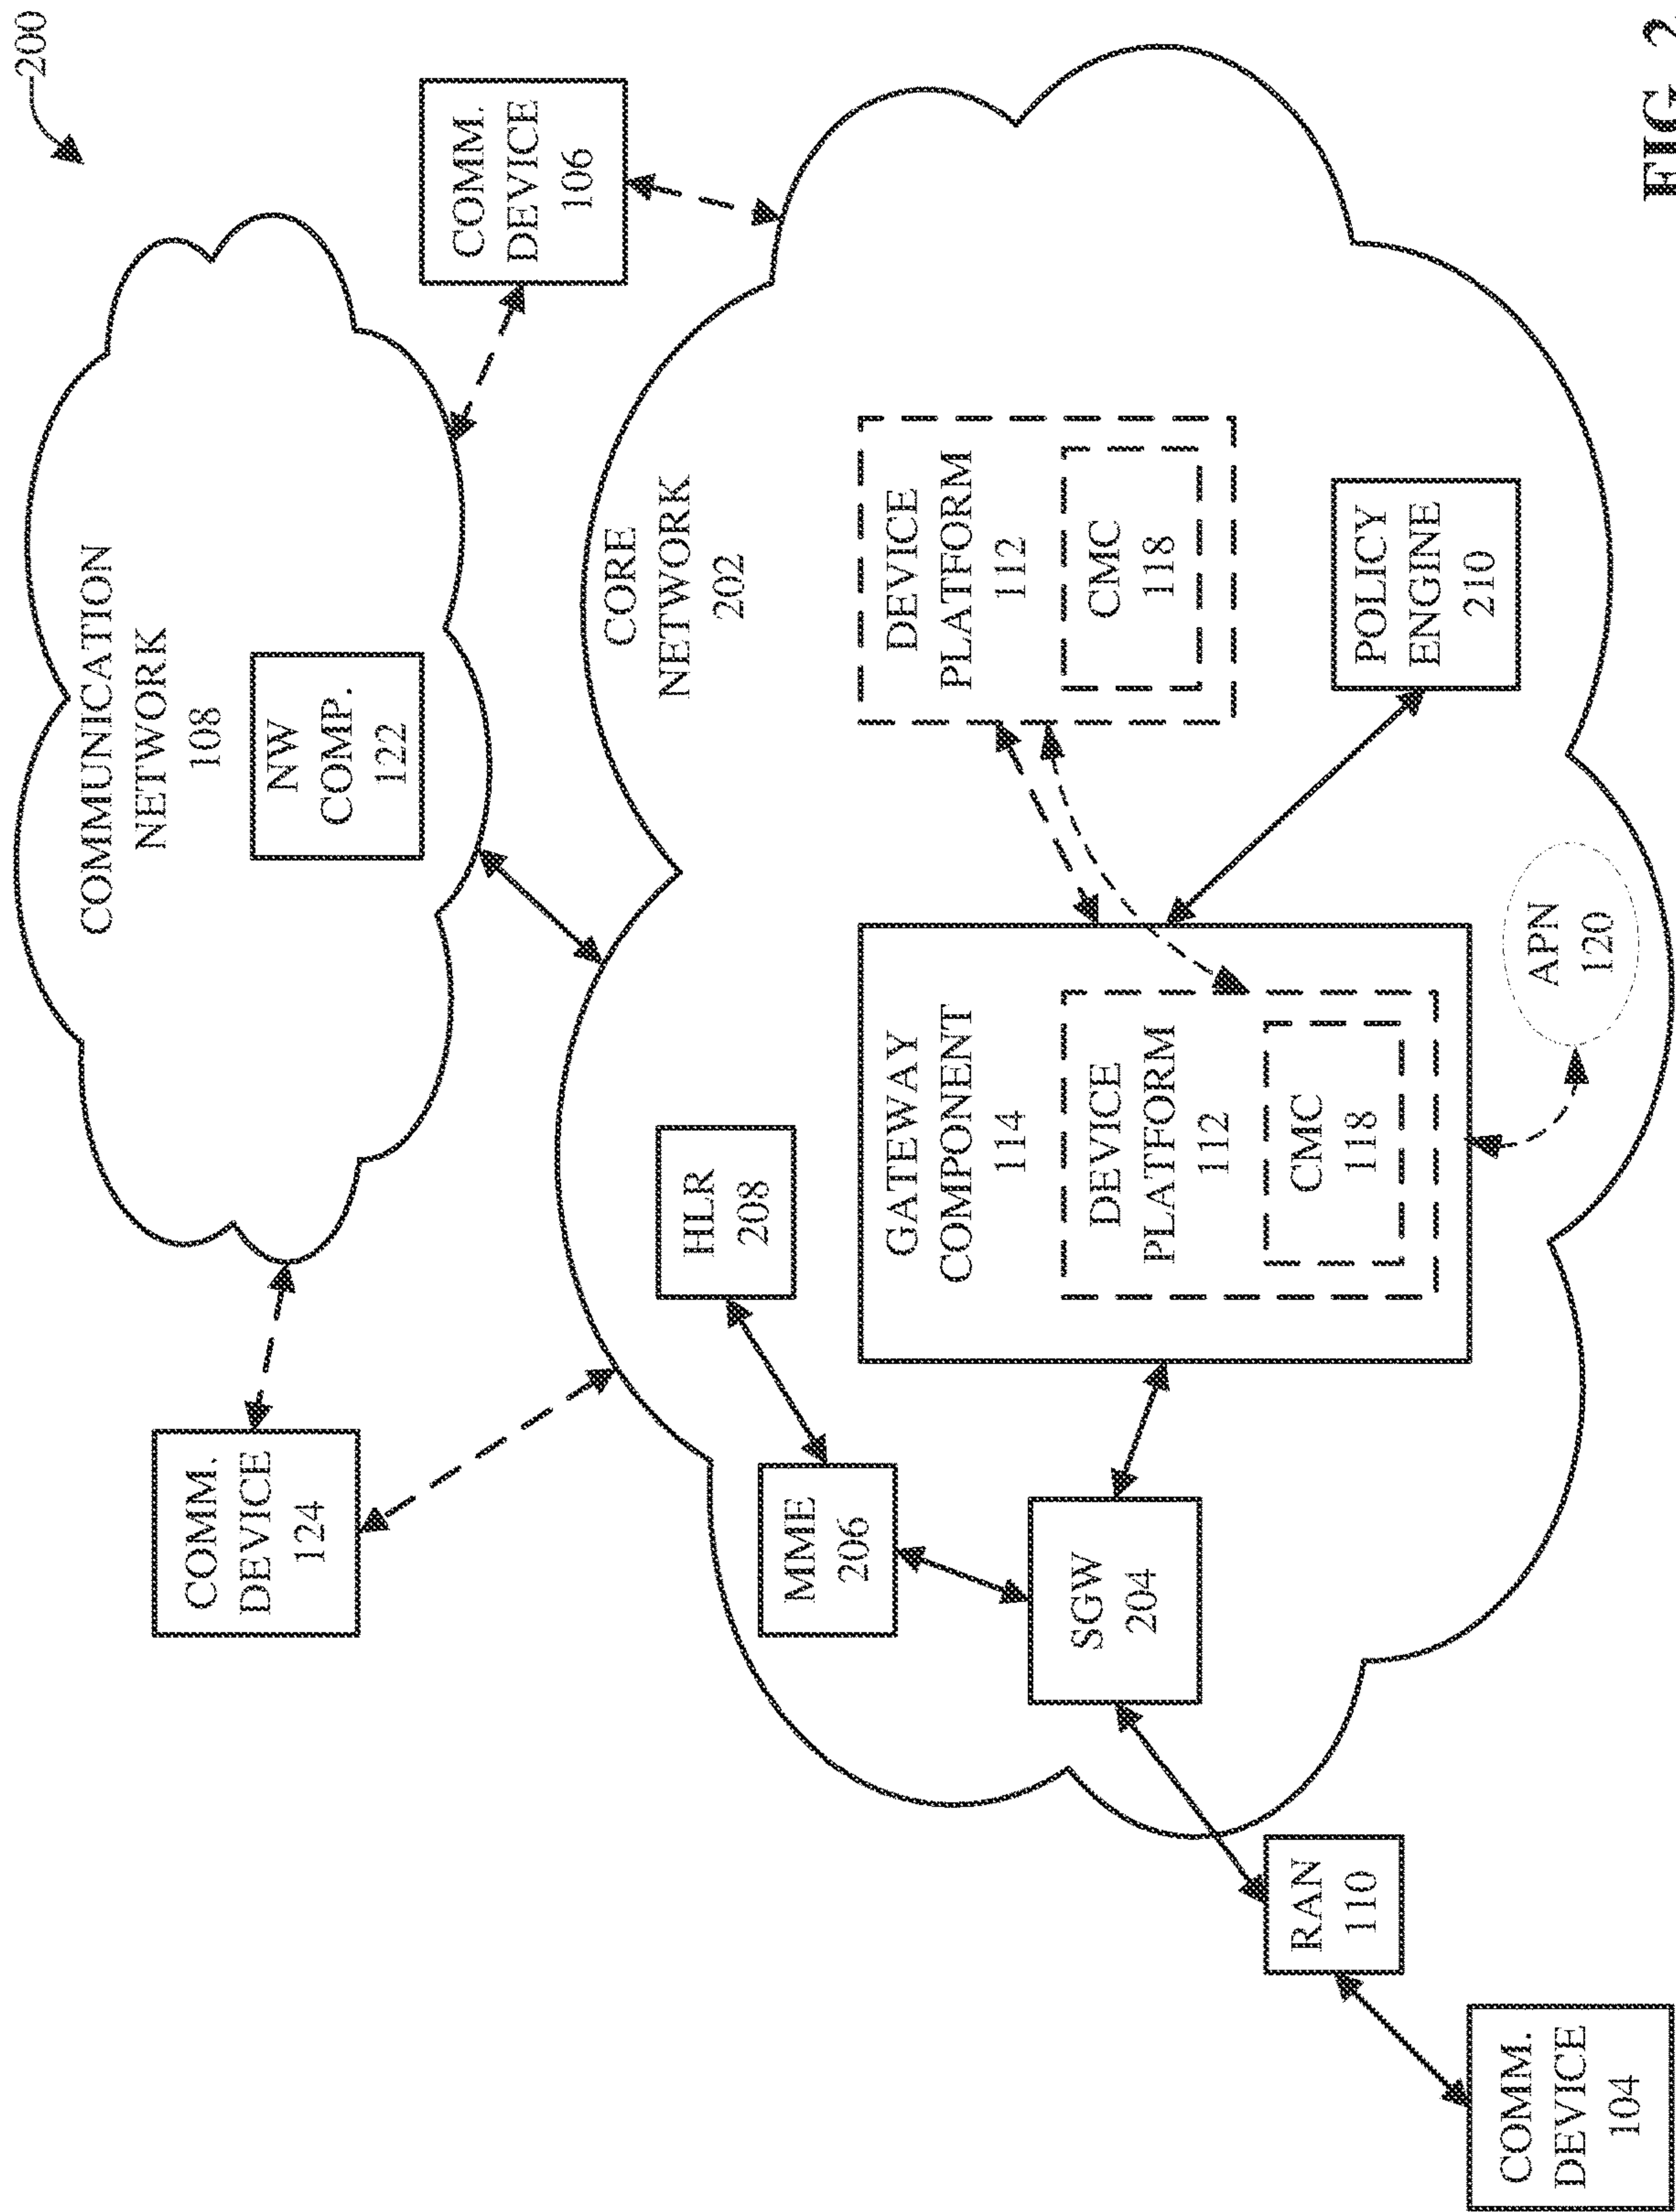 200
COMMUNICATION
NETWORK
108
NW
COMP.
122
COMM.
DEVICE
124
COMM.
DEVICE
106
CORE
NETWORK
202
HLR
208
MME
206
SGW
204
GATEWAY
COMPONENT
114
DEVICE
PLATFORM
112
CMC
118
DEVICE
PLATFORM
112
CMC
118
POLICY
ENGINE
210
APN
120
RAN
110
COMM.
DEVICE
104
FIG. 2